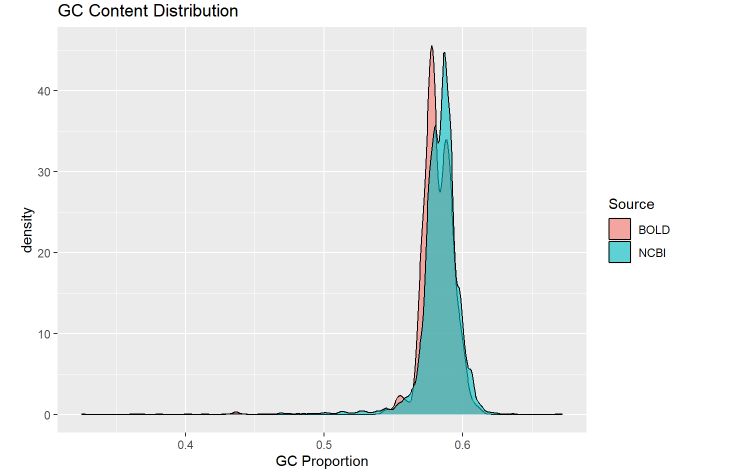 GC Content Distribution
40
30
20
10
0
density
0.4 0.5 0.6
GC Proportion
Source
BOLD
NCBI